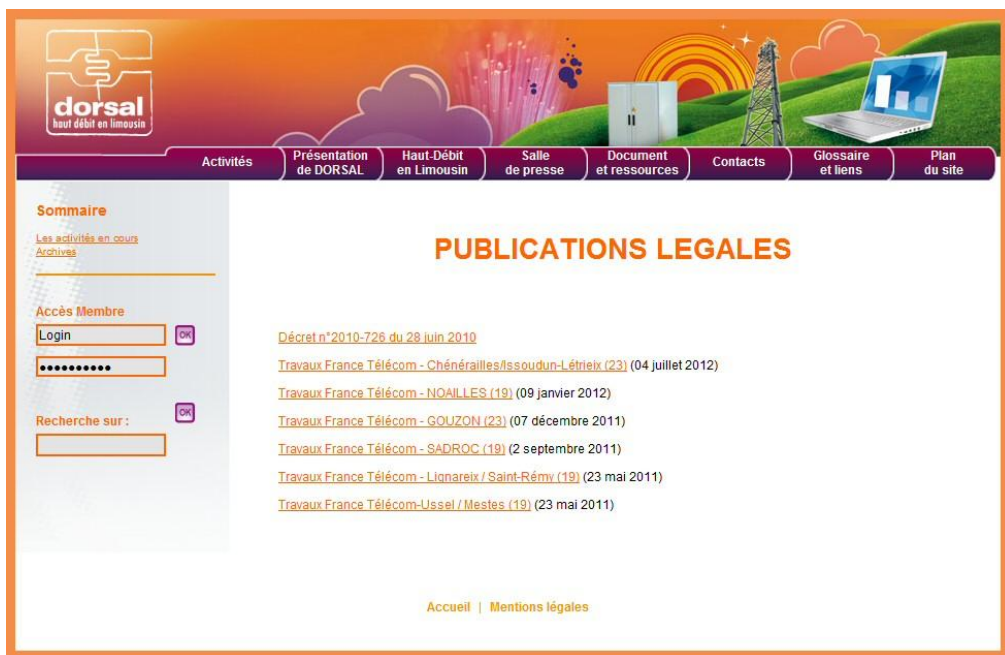 dorsal
haut débit en limousin
Activités
Présentation
de DORSAL
Haut-Débit
en Limousin
Salle
de presse
Document
et ressources
Contacts
Glossaire
et liens
Plan
du site
Sommaire
Les activités en cours
Archives
Accès Membre
Login
OK
••••••••••
Recherche sur :
OK
PUBLICATIONS LEGALES
Décret n°2010-726 du 28 juin 2010
Travaux France Télécom - Chénérailles/Issoudun-Létrieix (23) (04 juillet 2012)
Travaux France Télécom - NOAILLES (19) (09 janvier 2012)
Travaux France Télécom - GOUZON (23) (07 décembre 2011)
Travaux France Télécom - SADROC (19) (2 septembre 2011)
Travaux France Télécom - Lignareix / Saint-Rémy (19) (23 mai 2011)
Travaux France Télécom-Ussel / Mestes (19) (23 mai 2011)
Accueil | Mentions légales